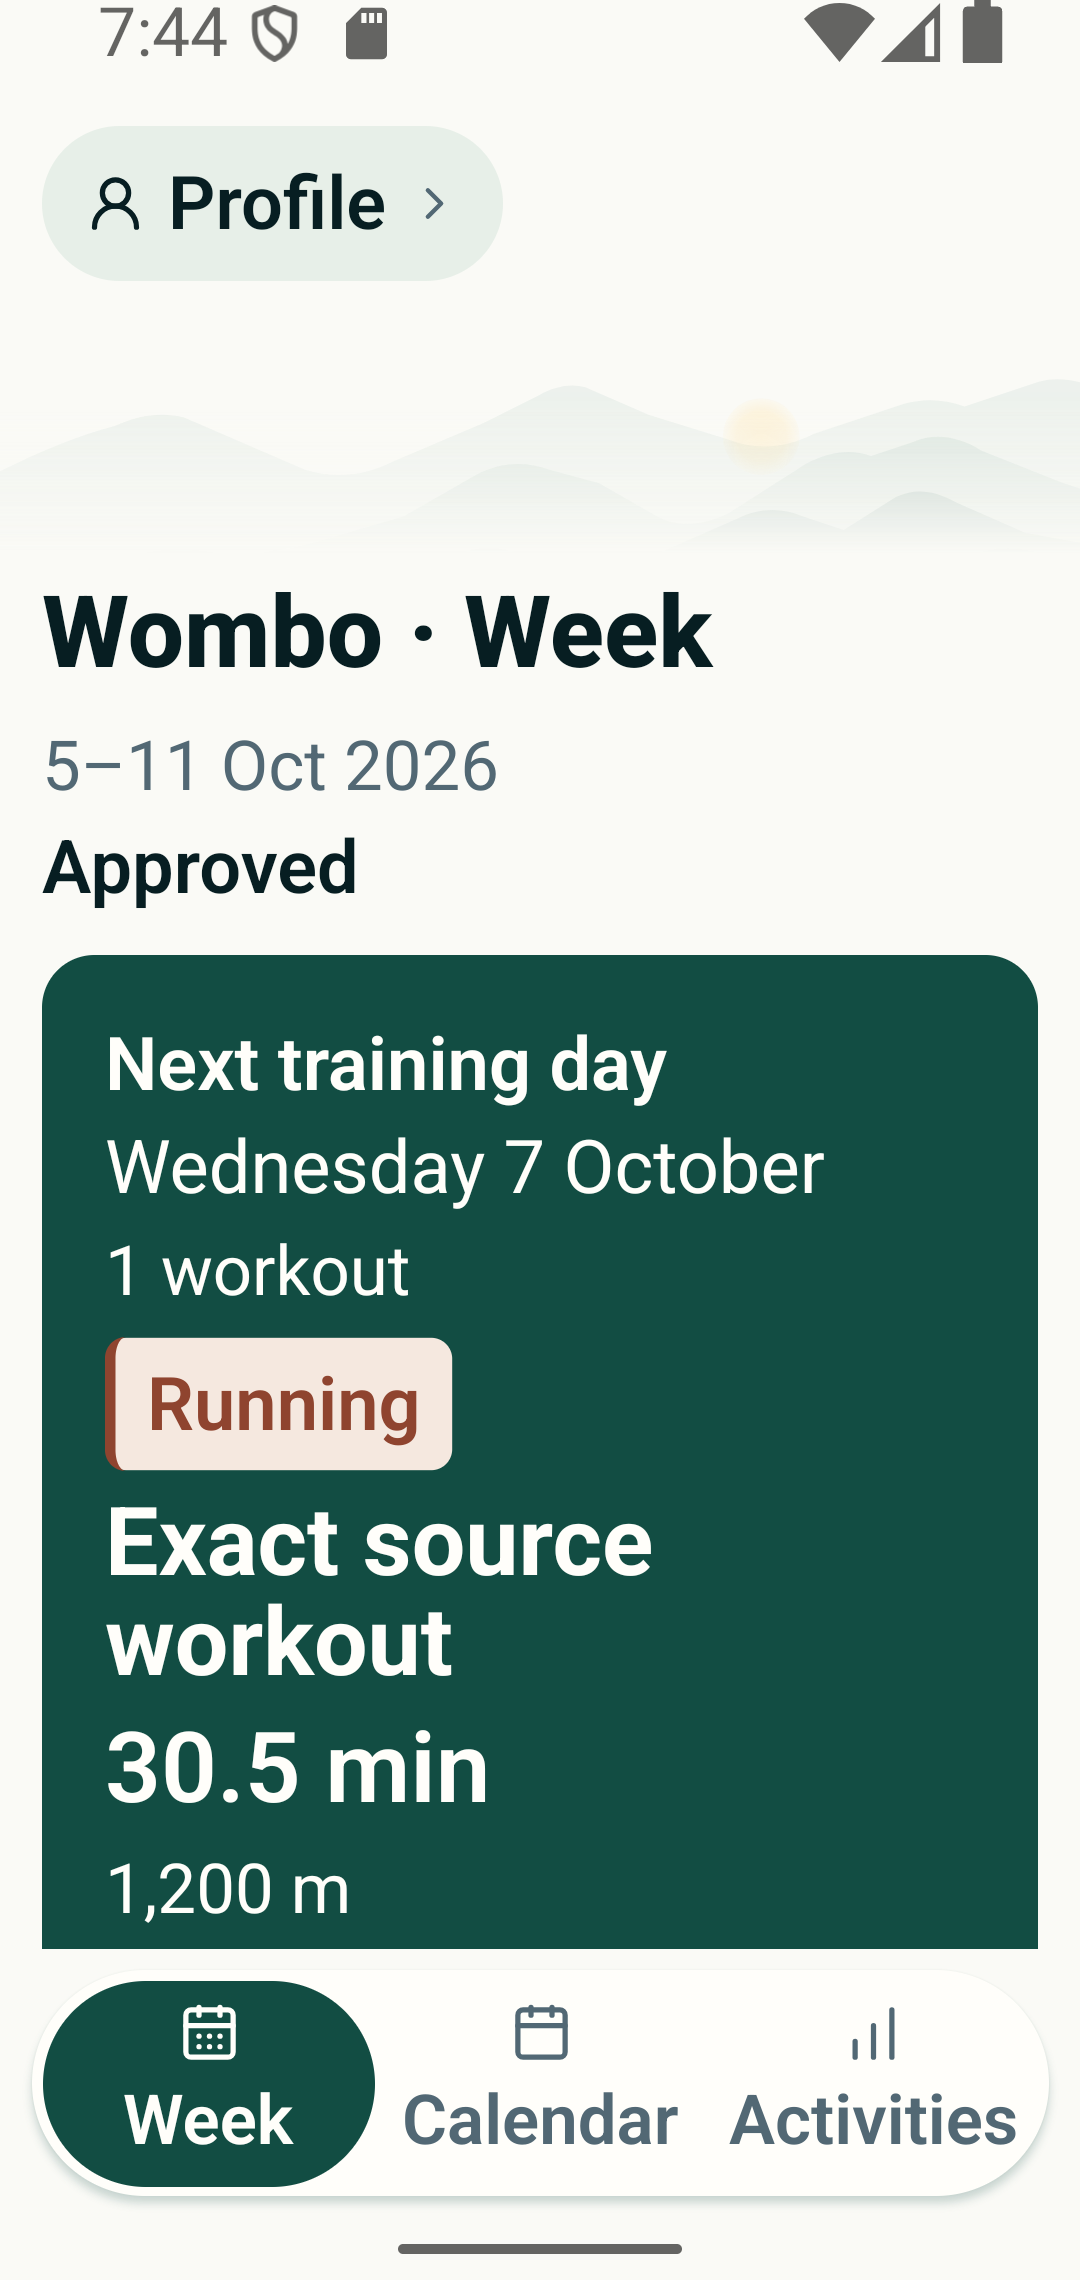 7:44
Profile
Wombo · Week
5–11 Oct 2026
Approved
Next training day
Wednesday 7 October
1 workout
Running
Exact source
workout
30.5 min
1,200 m
Week
Calendar
Activities